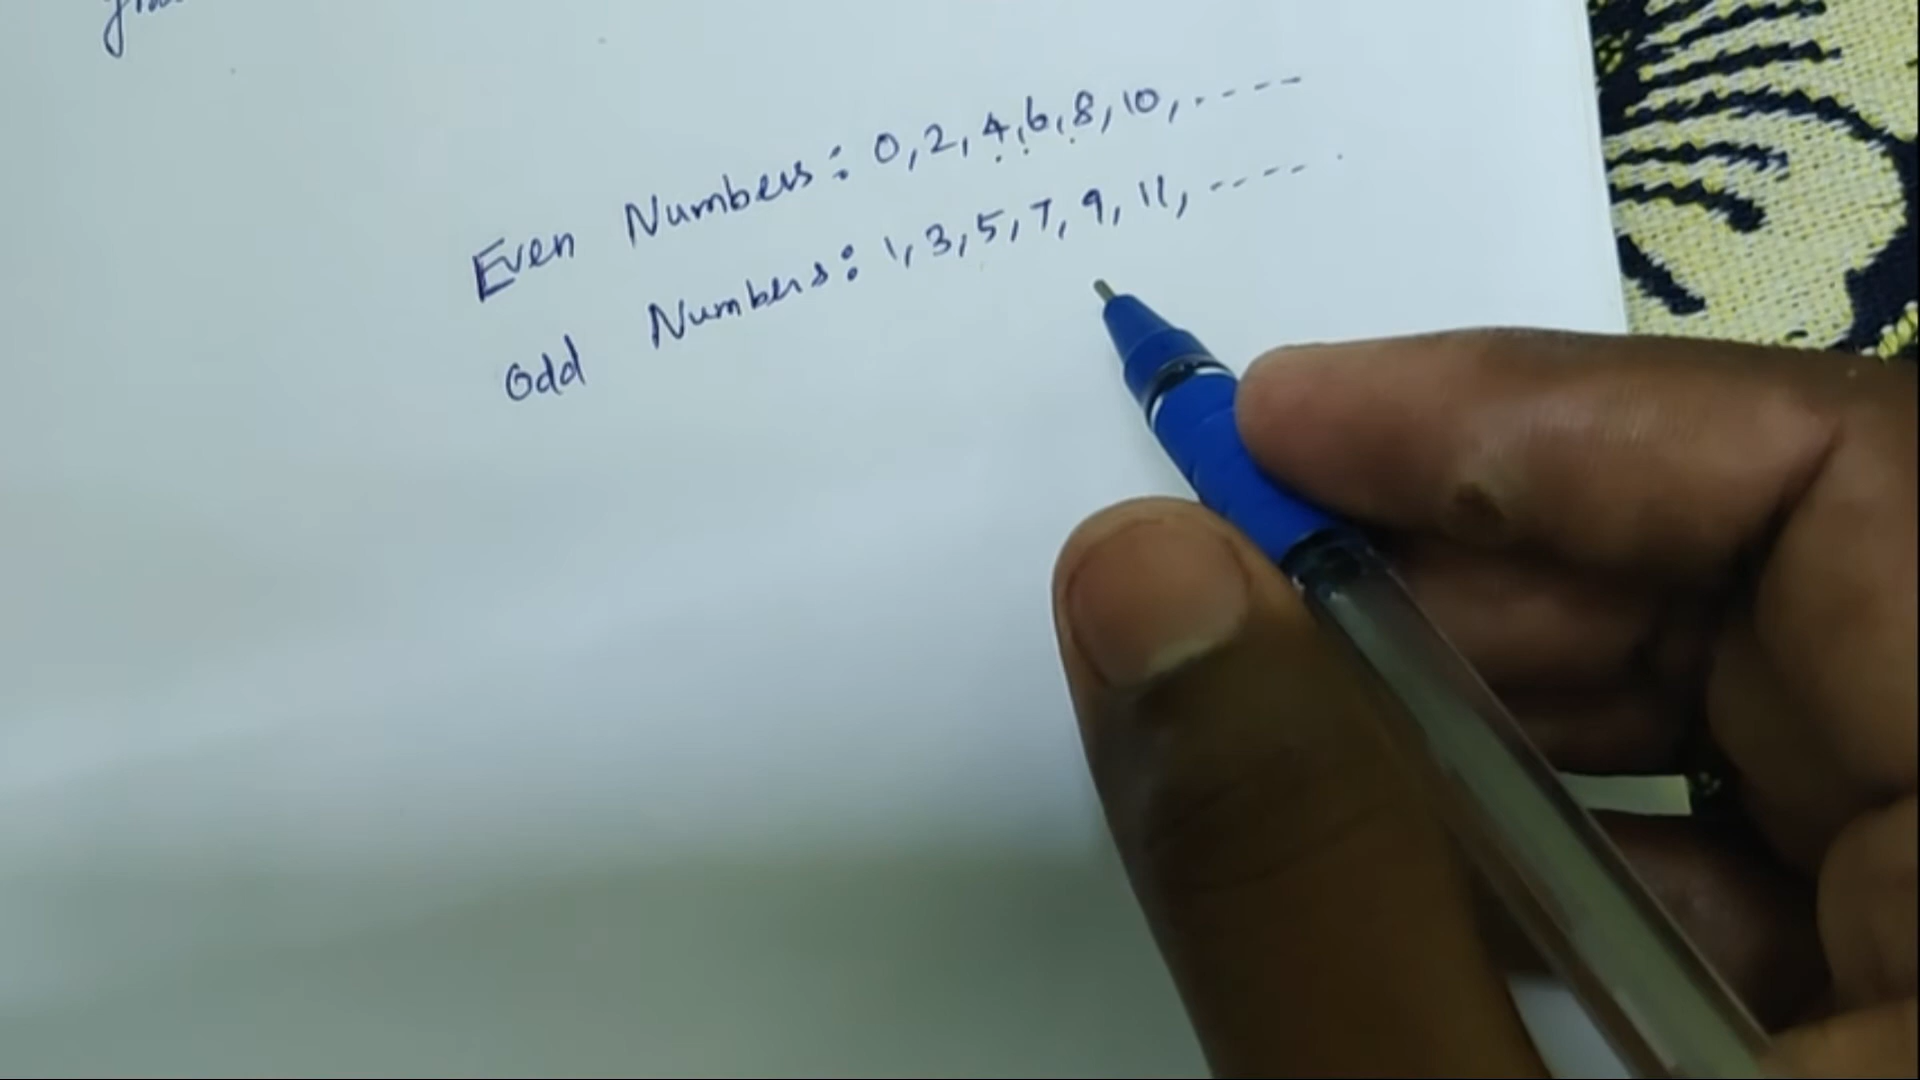 Even Numbers: 0, 2, 4, 6, 8, 10, . - - - -
Odd Numbers: 1, 3, 5, 7, 9, 11, - - - - - .